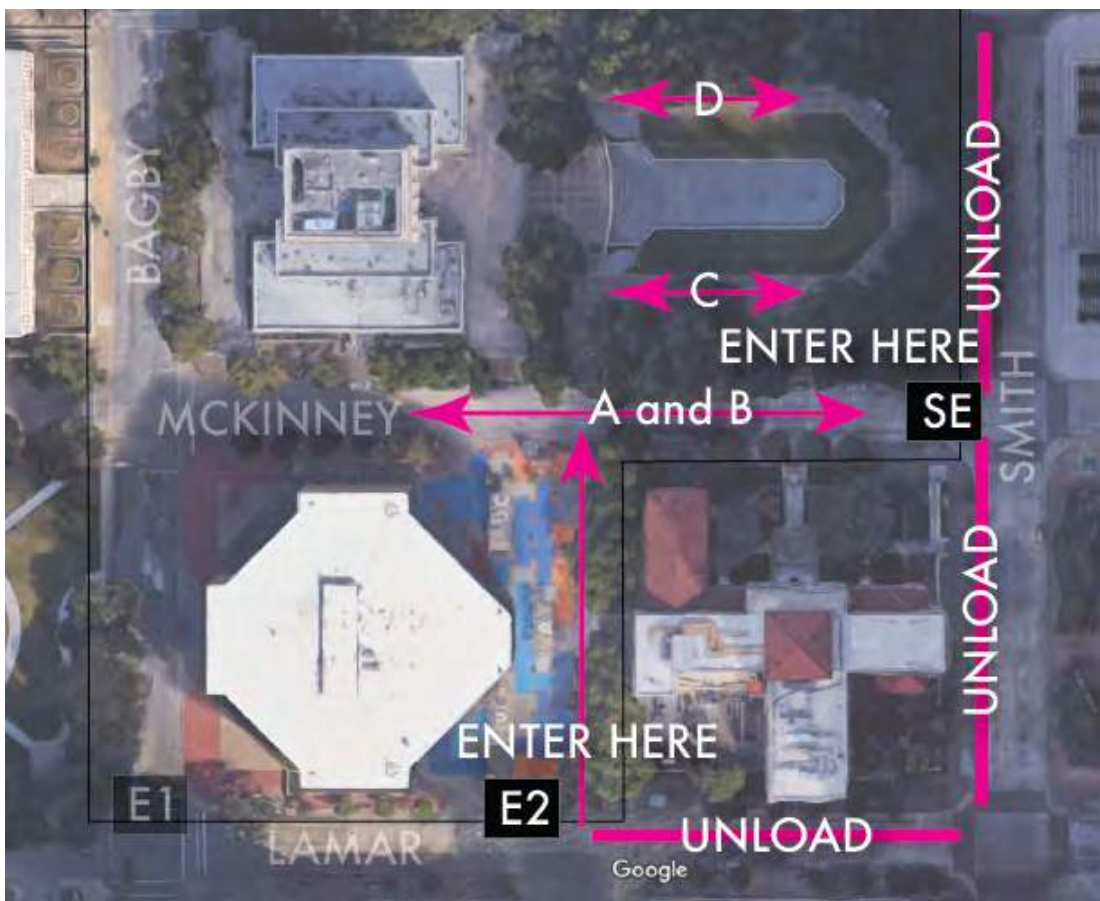 D
UNLOAD
BAGBY
C
ENTER HERE
MCKINNEY
A and B
SE
SMITH
UNLOAD
ENTER HERE
E1
E2
LAMAR
UNLOAD
Google